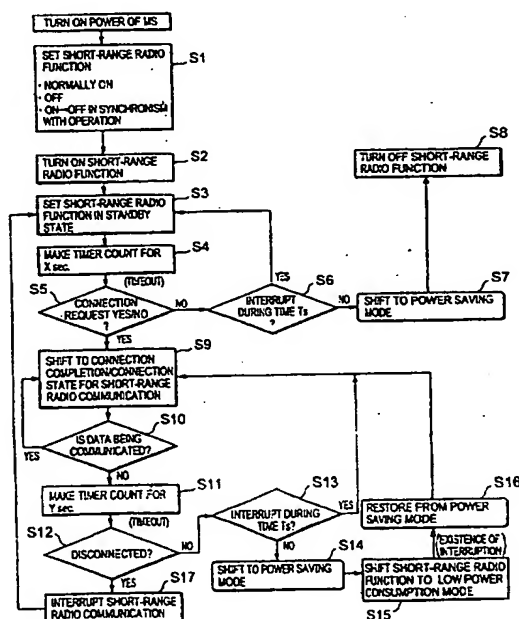 TURN ON POWER OF MS
S1
SET SHORT-RANGE RADIO
FUNCTION
· NORMALLY ON
· OFF
· ON→OFF IN SYNCHRONISM
WITH OPERATION
S2
TURN ON SHORT-RANGE
RADIO FUNCTION
S3
SET SHORT-RANGE RADIO
FUNCTION IN STANDBY
STATE
S4
MAKE TIMER COUNT FOR
X sec.
(TIMEOUT)
S5
CONNECTION
REQUEST YES/NO
?
NO
YES
S6
INTERRUPT
DURING TIME Ts
?
YES
NO
S7
SHIFT TO POWER SAVING
MODE
S8
TURN OFF SHORT-RANGE
RADIO FUNCTION
S9
SHIFT TO CONNECTION
COMPLETION/CONNECTION
STATE FOR SHORT-RANGE
RADIO COMMUNICATION
S10
IS DATA BEING
COMMUNICATED?
YES
NO
S11
MAKE TIMER COUNT FOR
Y sec.
(TIMEOUT)
S12
DISCONNECTED?
NO
YES
S13
INTERRUPT DURING
TIME Ts?
YES
NO
S14
SHIFT TO POWER SAVING
MODE
S16
RESTORE FROM POWER
SAVING MODE
(EXISTENCE OF
INTERRUPTION)
SHIFT SHORT-RANGE RADIO
FUNCTION TO LOW POWER
CONSUMPTION MODE
S15
S17
INTERRUPT SHORT-RANGE
RADIO COMMUNICATION